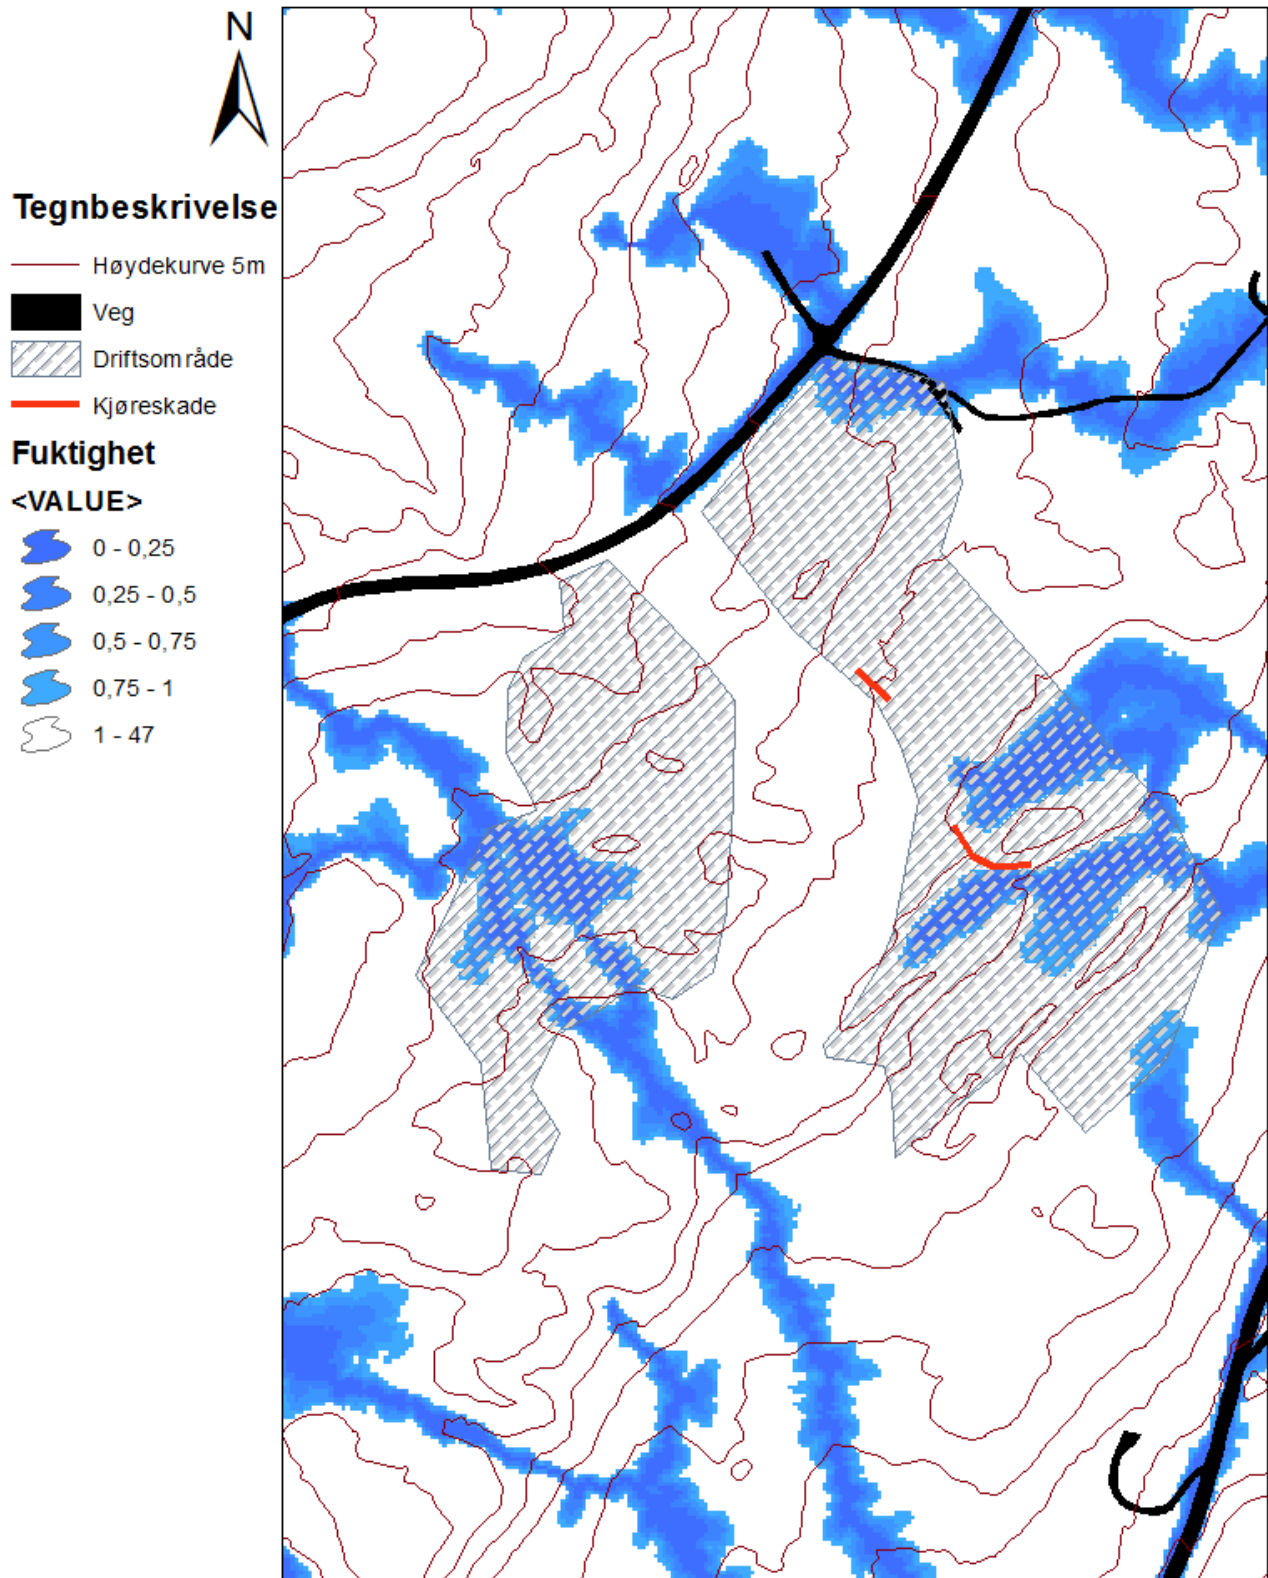 N
Tegnbeskrivelse
Høydekurve 5m
Veg
Driftsområde
Kjøreskade
Fuktighet
<VALUE>
0 - 0,25
0,25 - 0,5
0,5 - 0,75
0,75 - 1
1 - 47